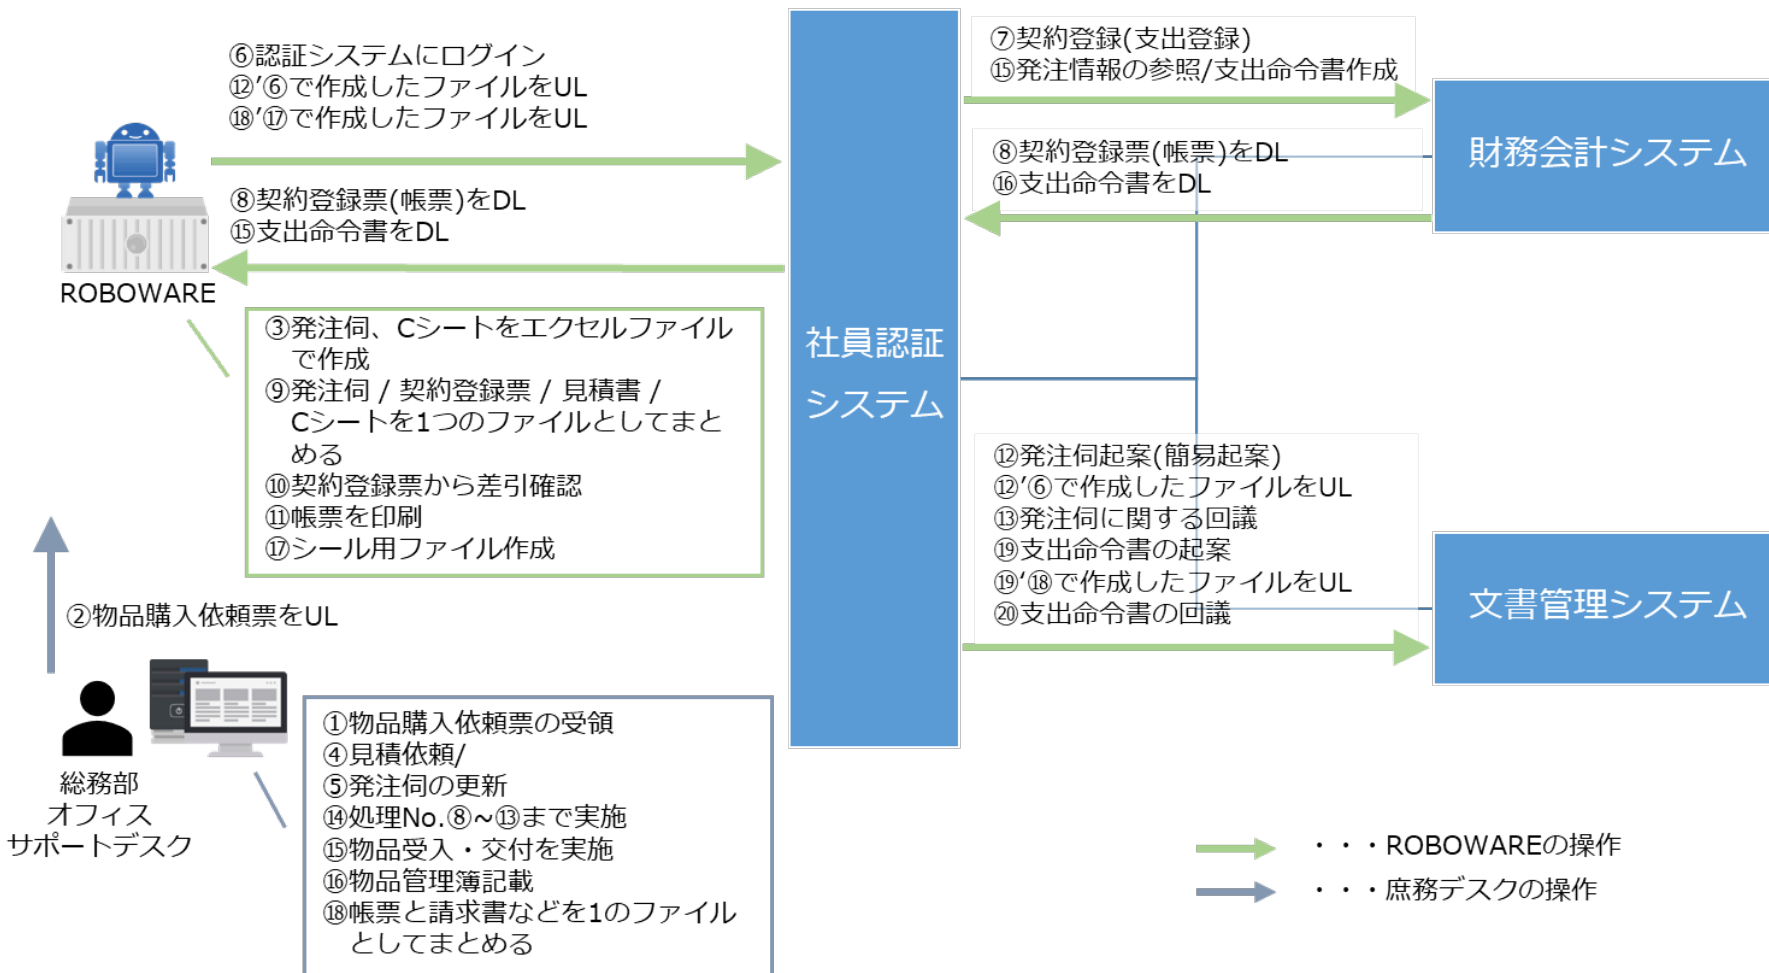 ⑥認証システムにログイン
⑫’⑥で作成したファイルをUL
⑱’⑰で作成したファイルをUL
⑧契約登録票(帳票)をDL
⑮支出命令書をDL
ROBOWARE
③発注伺、Cシートをエクセルファイル
で作成
⑨発注伺 / 契約登録票 / 見積書 /
Cシートを1つのファイルとしてまと
める
⑩契約登録票から差引確認
⑪帳票を印刷
⑰シール用ファイル作成
②物品購入依頼票をUL
総務部
オフィス
サポートデスク
①物品購入依頼票の受領
④見積依頼/
⑤発注伺の更新
⑭処理No.⑧~⑬まで実施
⑮物品受入・交付を実施
⑯物品管理簿記載
⑱帳票と請求書などを1のファイル
としてまとめる
社員認証
システム
⑦契約登録(支出登録)
⑮発注情報の参照/支出命令書作成
⑧契約登録票(帳票)をDL
⑯支出命令書をDL
財務会計システム
⑫発注伺起案(簡易起案)
⑫’⑥で作成したファイルをUL
⑬発注伺に関する回議
⑲支出命令書の起案
⑲‘⑱で作成したファイルをUL
⑳支出命令書の回議
文書管理システム
・・・ROBOWAREの操作
・・・庶務デスクの操作